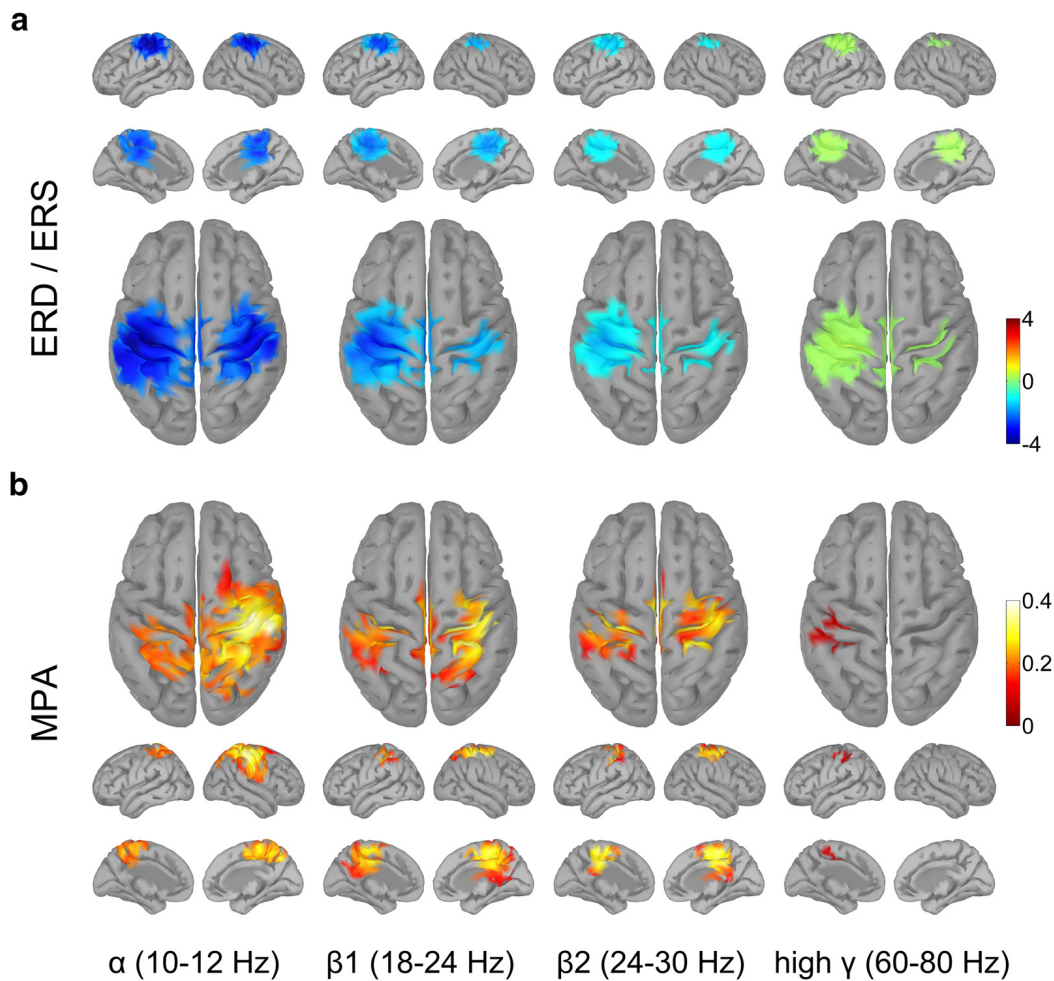 a
ERD / ERS
4
0
-4
b
MPA
0.4
0.2
0
α (10-12 Hz)
β1 (18-24 Hz)
β2 (24-30 Hz)
high γ (60-80 Hz)